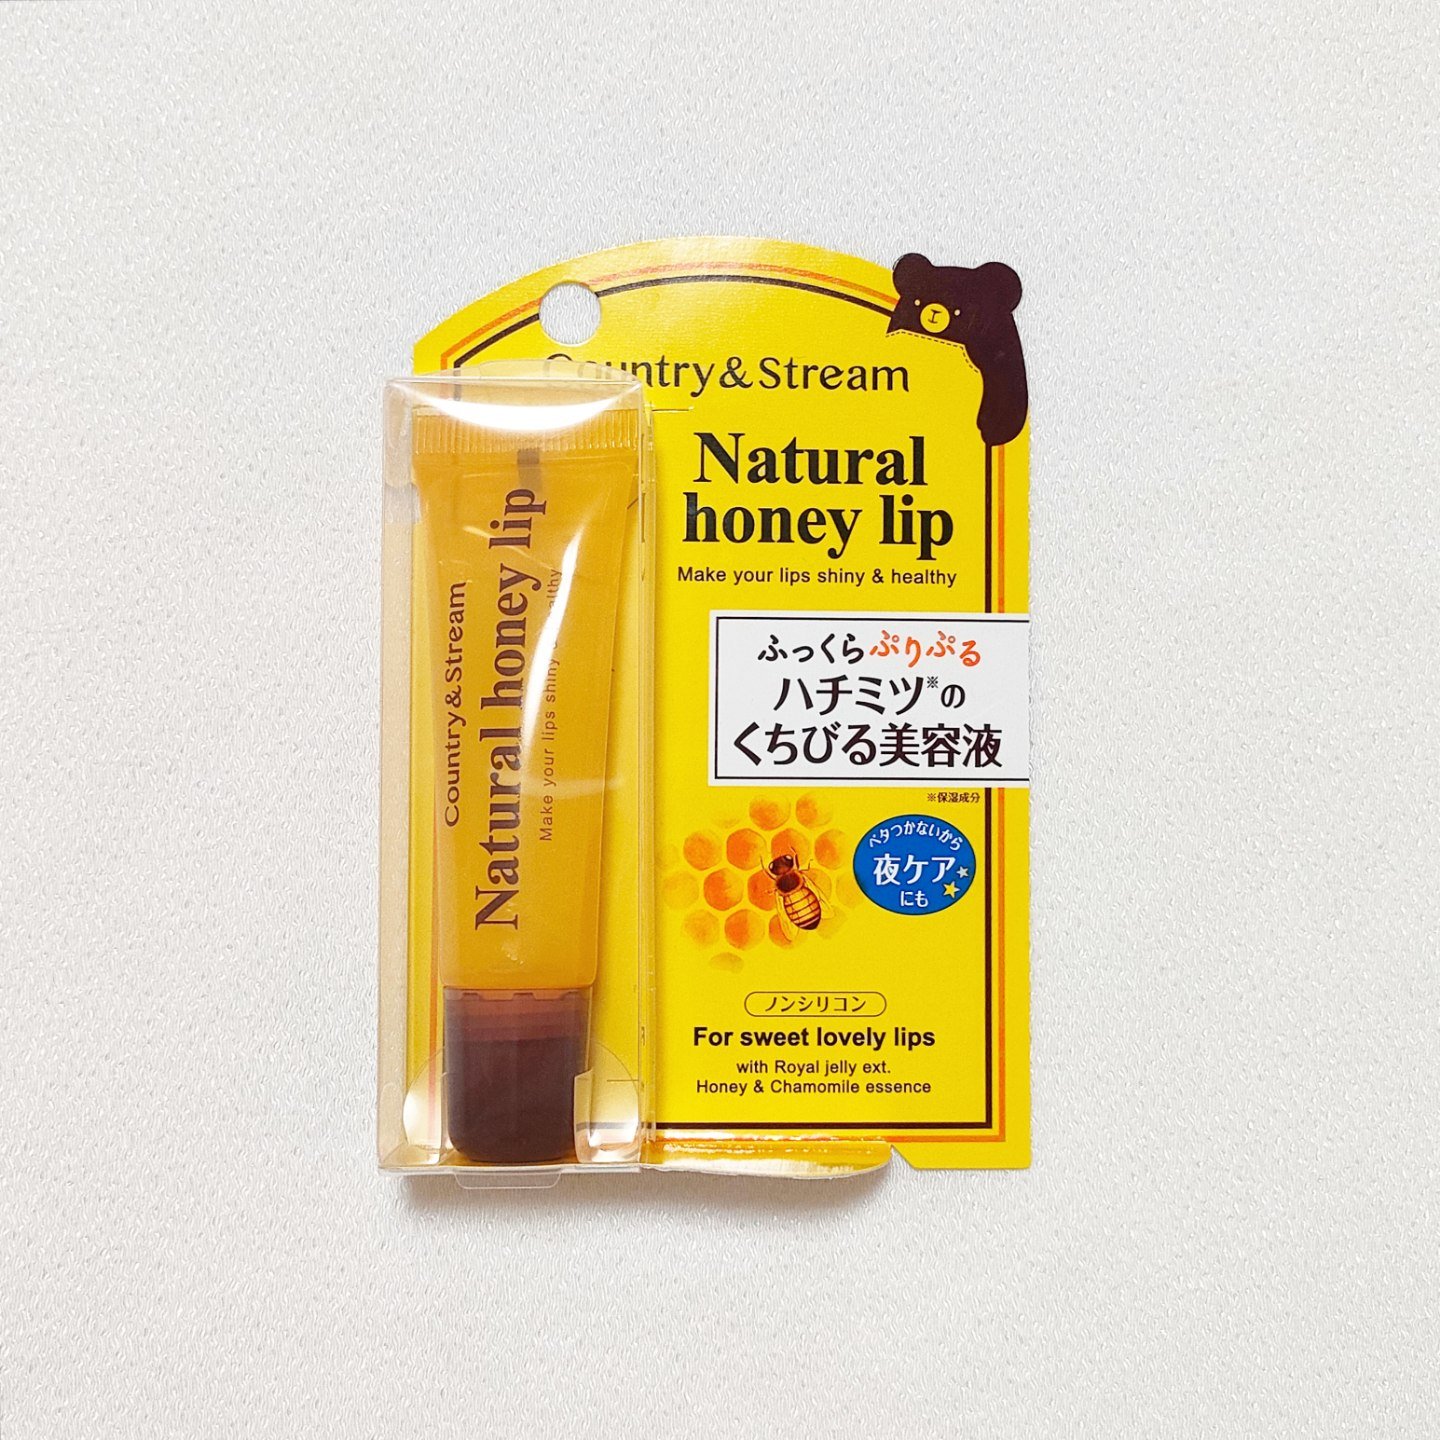 Country&Stream
Natural
honey lip
Make your lips shiny & healthy
ふっくらぷりぷる
ハチミツ※の
くちびる美容液
※保湿成分
ベタつかないから
夜ケア
にも
ノンシリコン
For sweet lovely lips
with Royal jelly ext.
Honey & Chamomile essence
Country&Stream
Natural honey lip
Make your lips shiny & healthy